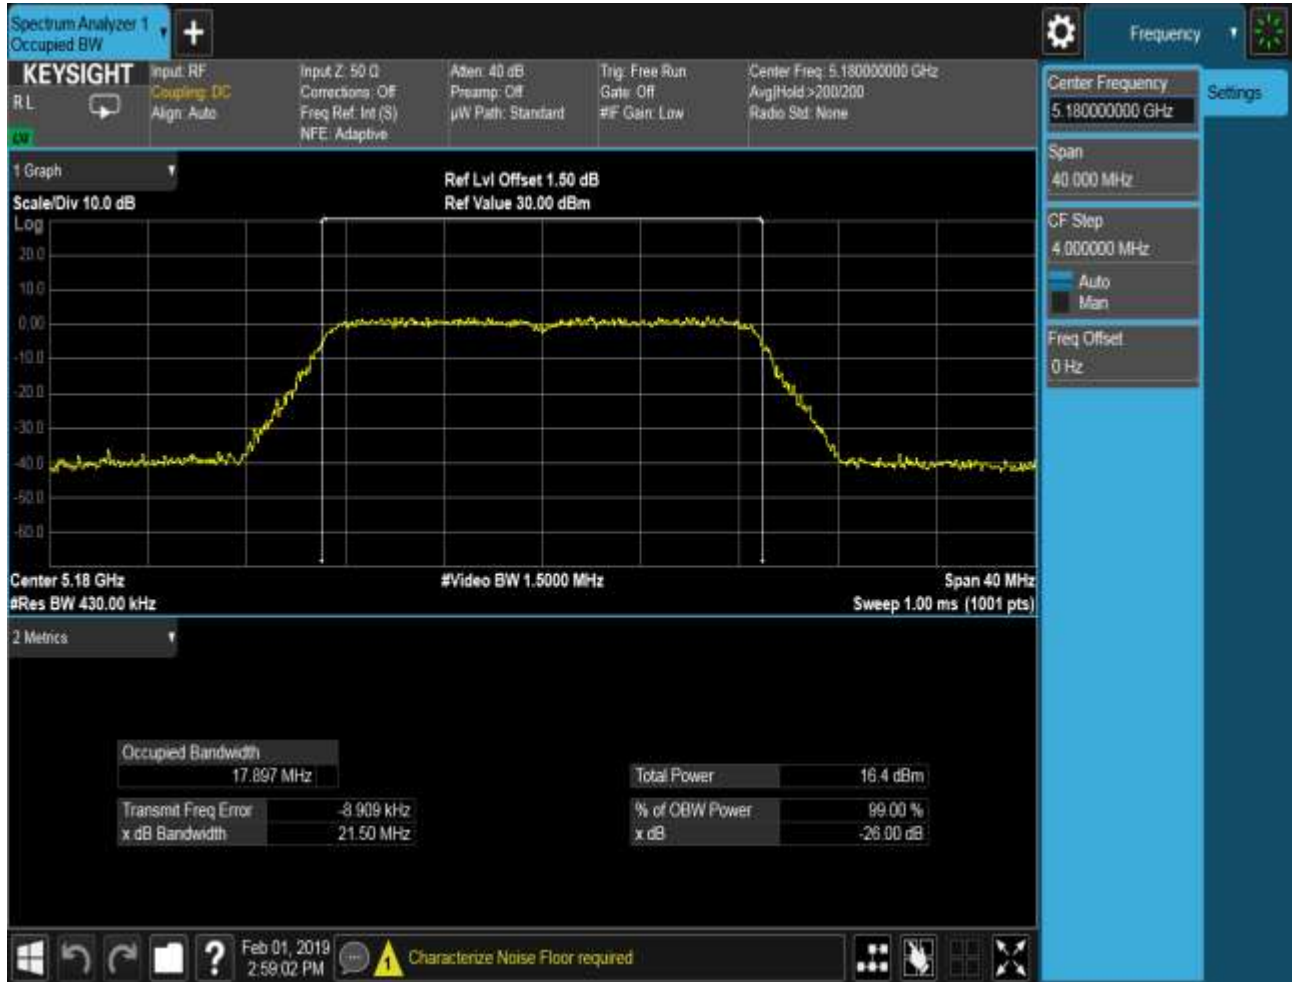 Spectrum Analyzer 1
Occupied BW
Frequency
KEYSIGHT
R L
Input: RF
Coupling: DC
Align: Auto
Input Z: 50 Ω
Corrections: Off
Freq Ref: Int (S)
NFE: Adaptive
Atten: 40 dB
Preamp: Off
µW Path: Standard
Trig: Free Run
Gate: Off
#IF Gain: Low
Center Freq: 5.180000000 GHz
Avg|Hold:>200/200
Radio Std: None
Center Frequency
5.180000000 GHz
Settings
Span
40.000 MHz
CF Step
4.000000 MHz
Auto
Man
Freq Offset
0 Hz
1 Graph
Scale/Div 10.0 dB
Ref Lvl Offset 1.50 dB
Ref Value 30.00 dBm
Log
20.0
10.0
0.00
-10.0
-20.0
-30.0
-40.0
-50.0
-60.0
Center 5.18 GHz
#Video BW 1.5000 MHz
Span 40 MHz
#Res BW 430.00 kHz
Sweep 1.00 ms (1001 pts)
2 Metrics
Occupied Bandwidth
17.897 MHz
Transmit Freq Error -8.909 kHz
x dB Bandwidth 21.50 MHz
Total Power 16.4 dBm
% of OBW Power 99.00 %
x dB -26.00 dB
?
Feb 01, 2019
2:59:02 PM
1
Characterize Noise Floor required